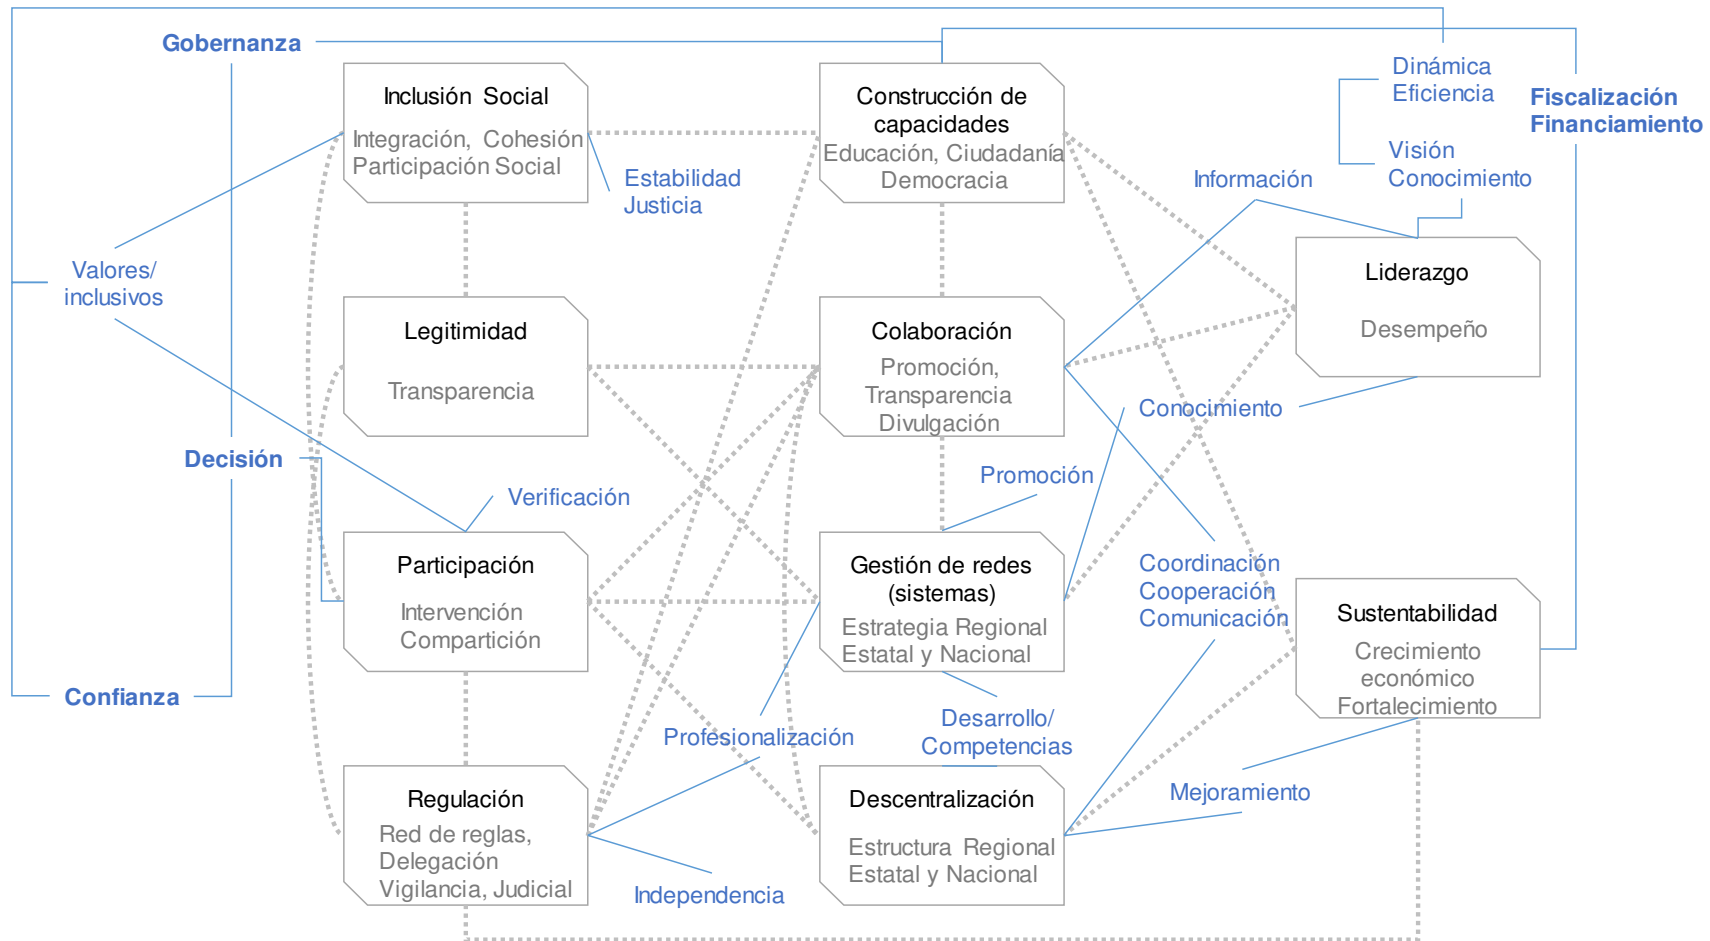 Gobernanza
Inclusión Social
Integración, Cohesión
Participación Social
Construcción de
capacidades
Educación, Ciudadanía
Democracia
Dinámica
Eficiencia
Fiscalización
Financiamiento
Visión
Conocimiento
Estabilidad
Justicia
Información
Valores/
inclusivos
Liderazgo
Desempeño
Legitimidad
Transparencia
Colaboración
Promoción,
Transparencia
Divulgación
Conocimiento
Decisión
Verificación
Promoción
Participación
Intervención
Compartición
Gestión de redes
(sistemas)
Estrategia Regional
Estatal y Nacional
Coordinación
Cooperación
Comunicación
Sustentabilidad
Crecimiento
económico
Fortalecimiento
Confianza
Profesionalización
Desarrollo/
Competencias
Regulación
Red de reglas,
Delegación
Vigilancia, Judicial
Descentralización
Estructura Regional
Estatal y Nacional
Mejoramiento
Independencia